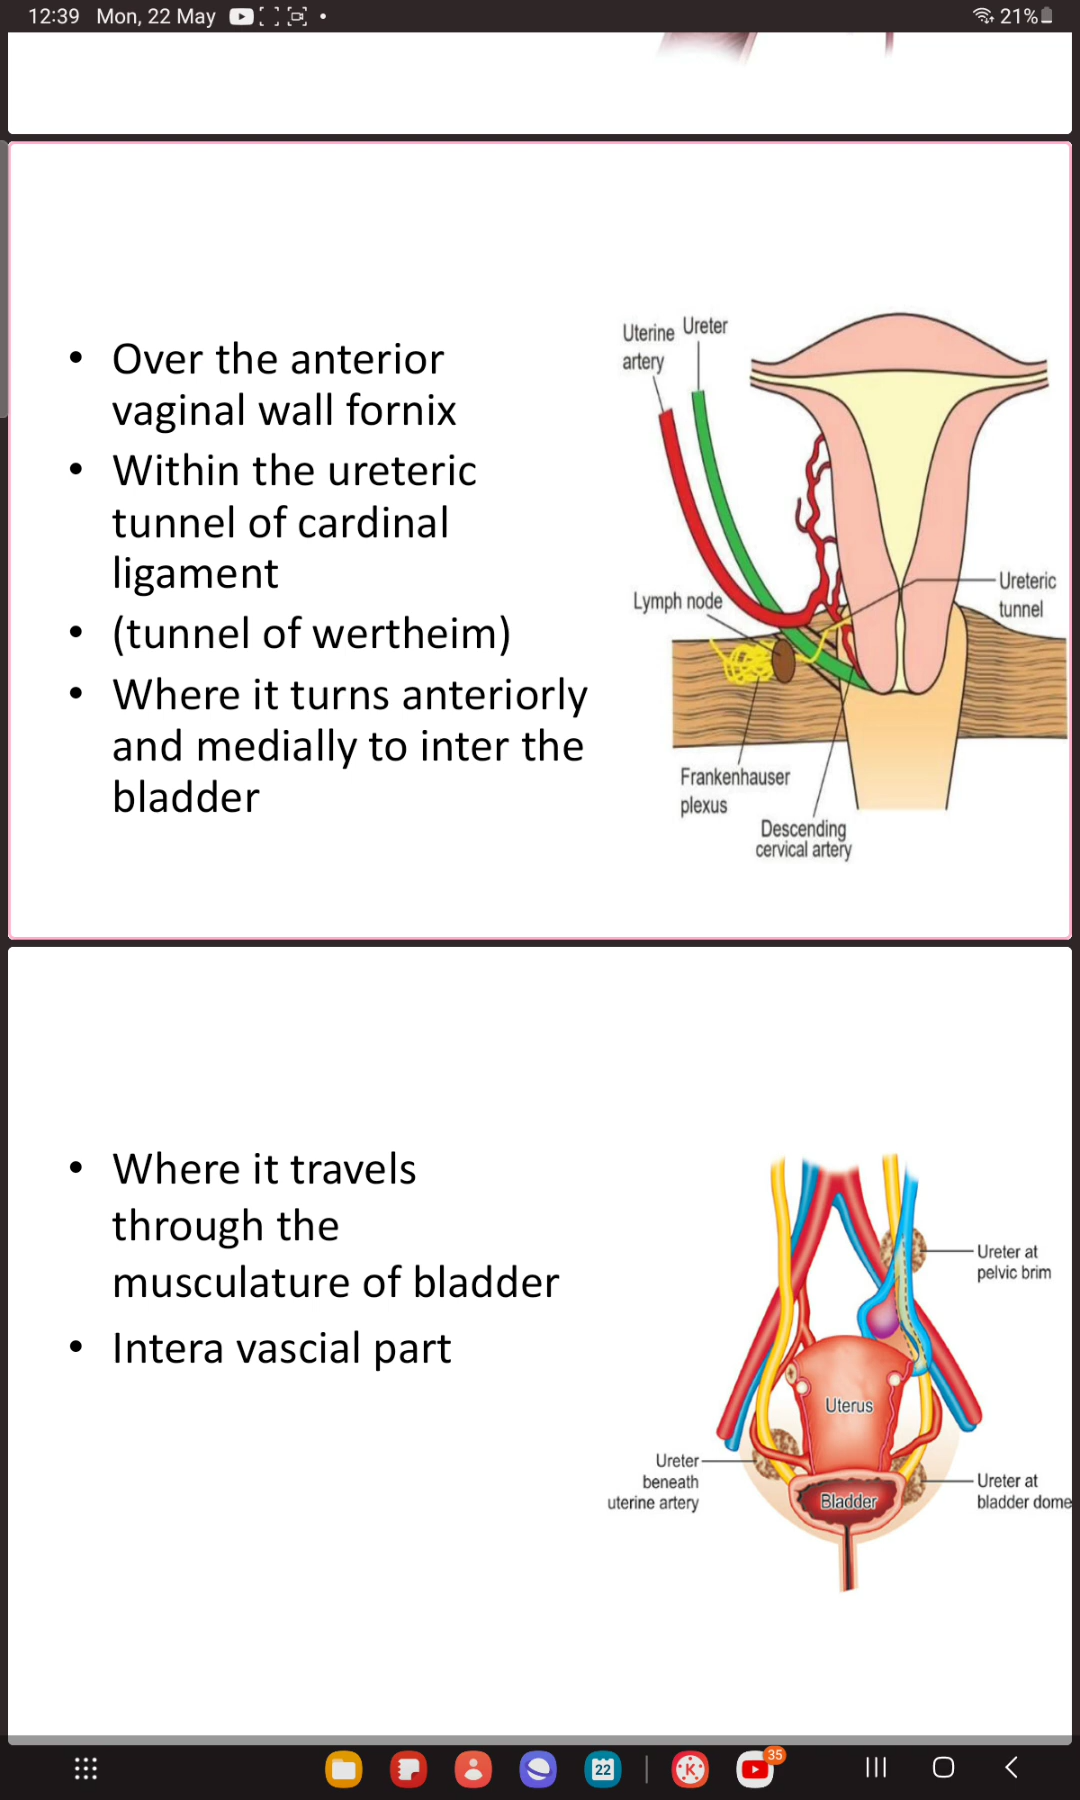 12:39 Mon, 22 May
21%
• Over the anterior
vaginal wall fornix
• Within the ureteric
tunnel of cardinal
ligament
• (tunnel of wertheim)
• Where it turns anteriorly
and medially to inter the
bladder
Uterine
artery
Ureter
Lymph node
Ureteric
tunnel
Frankenhauser
plexus
Descending
cervical artery
• Where it travels
through the
musculature of bladder
• Intera vascial part
Ureter at
pelvic brim
Uterus
Ureter
beneath
uterine artery
Bladder
Ureter at
bladder dome
22
K
35